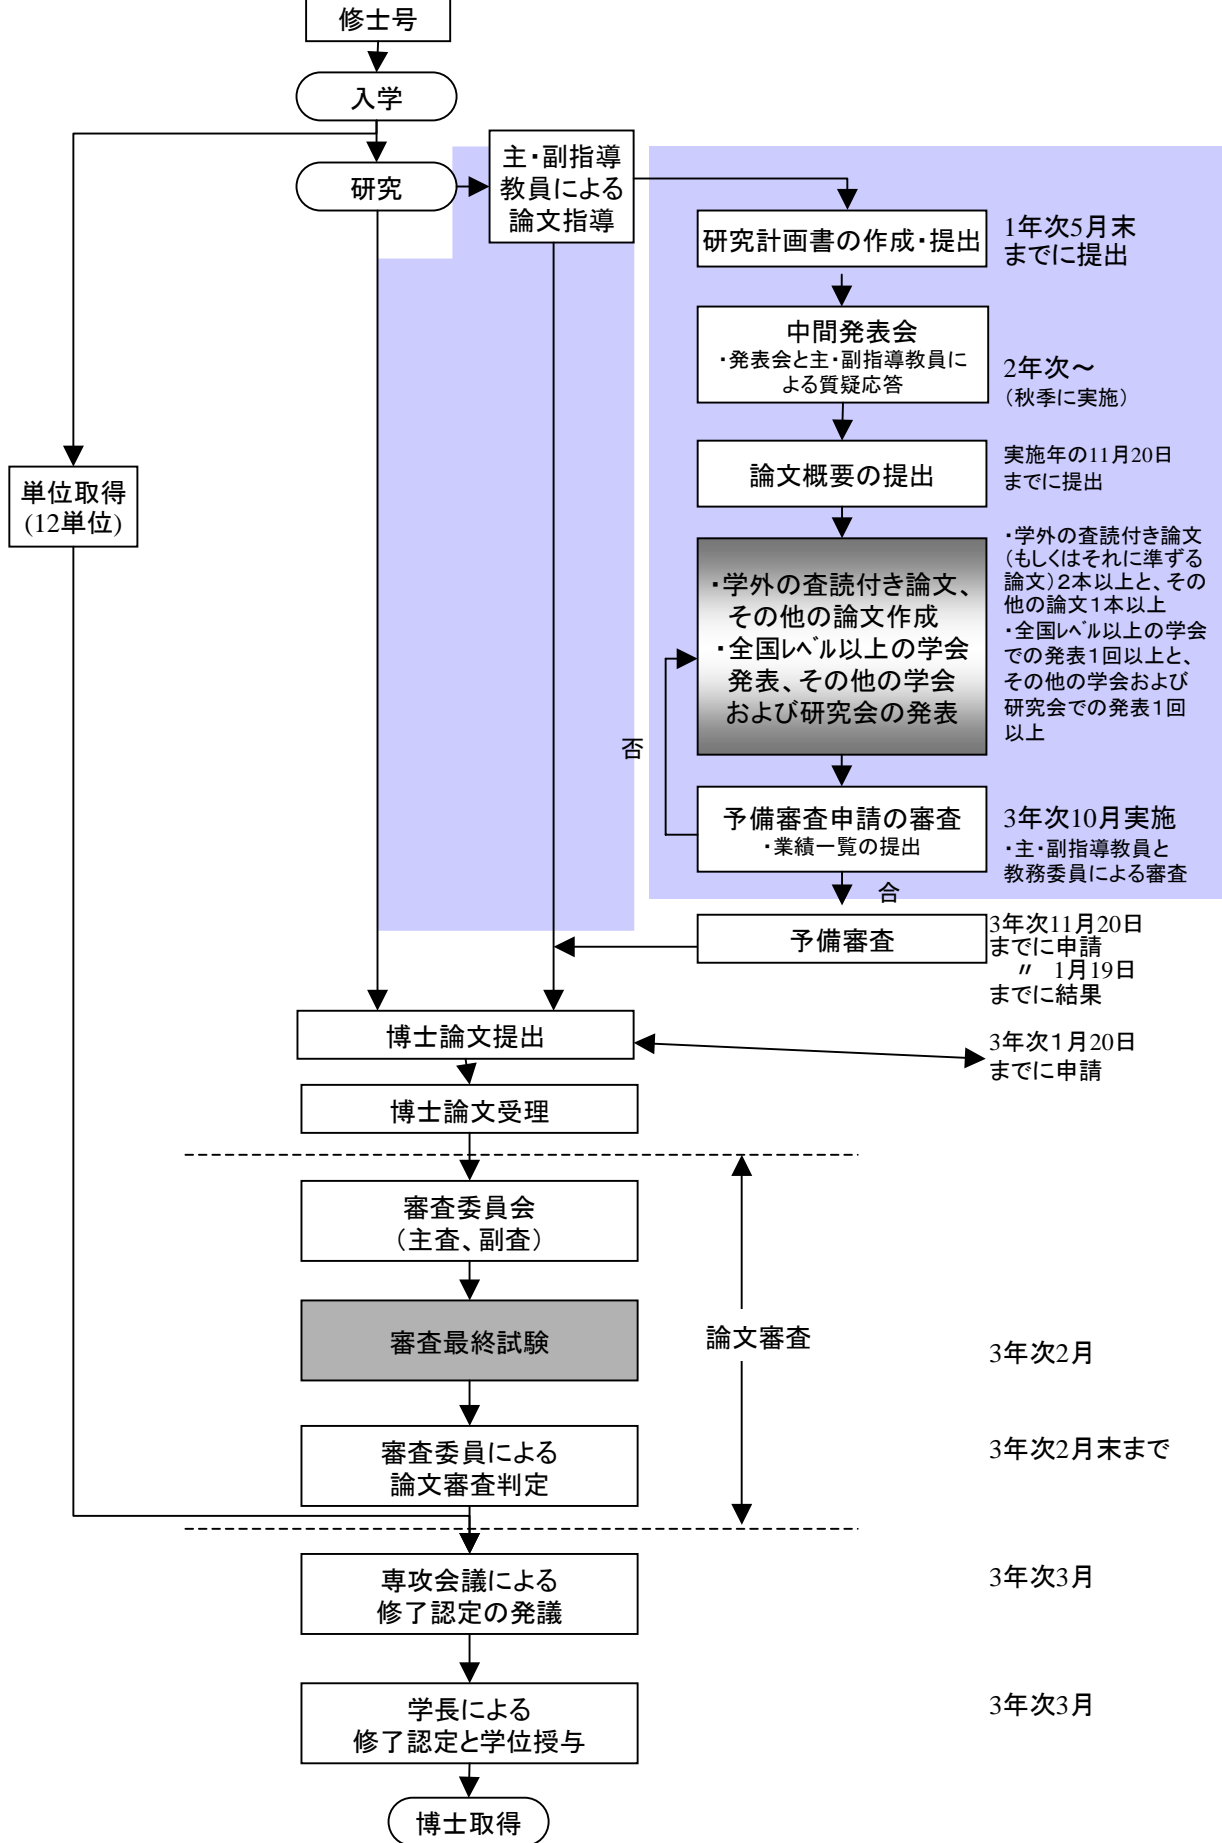 修士号
入学
研究
主・副指導
教員による
論文指導
研究計画書の作成・提出
1年次5月末
までに提出
中間発表会
・発表会と主・副指導教員に
よる質疑応答
2年次～
（秋季に実施）
論文概要の提出
実施年の11月20日
までに提出
単位取得
(12単位)
・学外の査読付き論文、
その他の論文作成
・全国レベル以上の学会
発表、その他の学会
および研究会の発表
・学外の査読付き論文
（もしくはそれに準ずる
論文）２本以上と、その
他の論文１本以上
・全国レベル以上の学会
での発表１回以上と、
その他の学会および
研究会での発表１回
以上
否
予備審査申請の審査
・業績一覧の提出
3年次10月実施
・主・副指導教員と
教務委員による審査
合
予備審査
3年次11月20日
までに申請
〃 1月19日
までに結果
博士論文提出
3年次１月20日
までに申請
博士論文受理
審査委員会
（主査、副査）
審査最終試験
論文審査
3年次2月
審査委員による
論文審査判定
3年次2月末まで
専攻会議による
修了認定の発議
3年次3月
学長による
修了認定と学位授与
3年次3月
博士取得